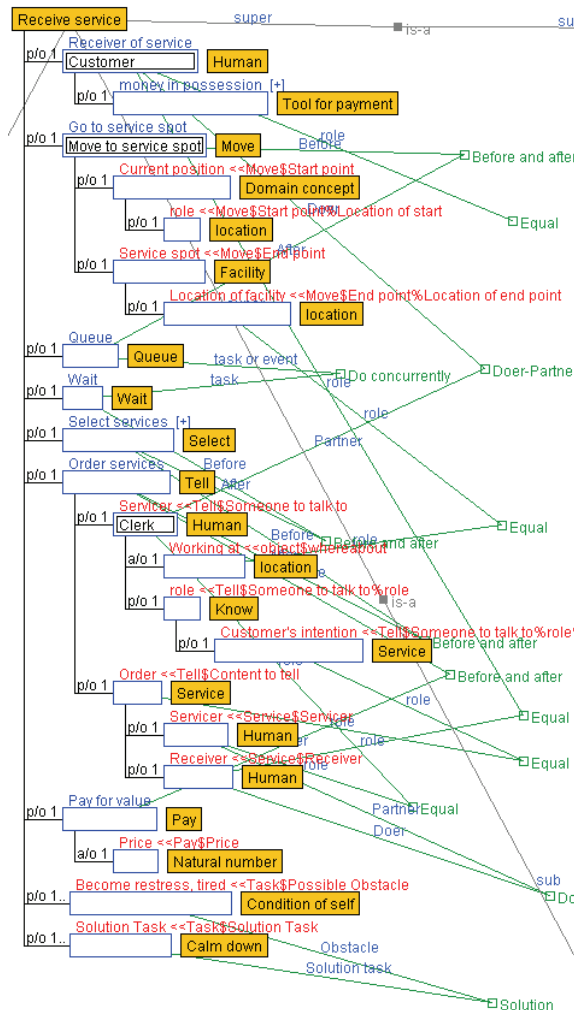 Receive service
super
is-a
su
Receiver of service
p/o 1
Customer
Human
money in possession [+]
p/o 1
Tool for payment
Go to service spot
role
Before
p/o 1
Move to service spot
Move
Before and after
Current position <<Move$Start point
p/o 1
Domain concept
role <<Move$Start point%Location of start
Doer
p/o 1
location
Equal
After
Service spot <<Move$End point
p/o 1
Facility
Location of facility <<Move$End point%Location of end point
p/o 1
location
Queue
p/o 1
Queue
task or event
Do concurrently
Doer-Partne
Wait
task
role
p/o 1
Wait
role
Select services [+]
p/o 1
Select
Partner
Order services
Before
p/o 1
Tell
After
Servicer <<Tell$Someone to talk to
p/o 1
Clerk
Human
Equal
Before
role
Before and after
Working at <<object$whereabout
a/o 1
location
role <<Tell$Someone to talk to%role
is-a
p/o 1
Know
Customer's intention <<Tell$Someone to talk to%role
p/o 1
Service
Before and after
Order <<Tell$Content to tell
role
Before and after
p/o 1
Service
Servicer <<Service$Servicer
Equal
p/o 1
Human
role
Receiver <<Service$Receiver
role
Equal
p/o 1
Human
Pay for value
Partner
Equal
p/o 1
Pay
Doer
Price <<Pay$Price
a/o 1
Natural number
Become restress, tired <<Task$Possible Obstacle
sub
p/o 1..
Condition of self
Do
Solution Task <<Task$Solution Task
p/o 1..
Calm down
Obstacle
Solution task
Solution